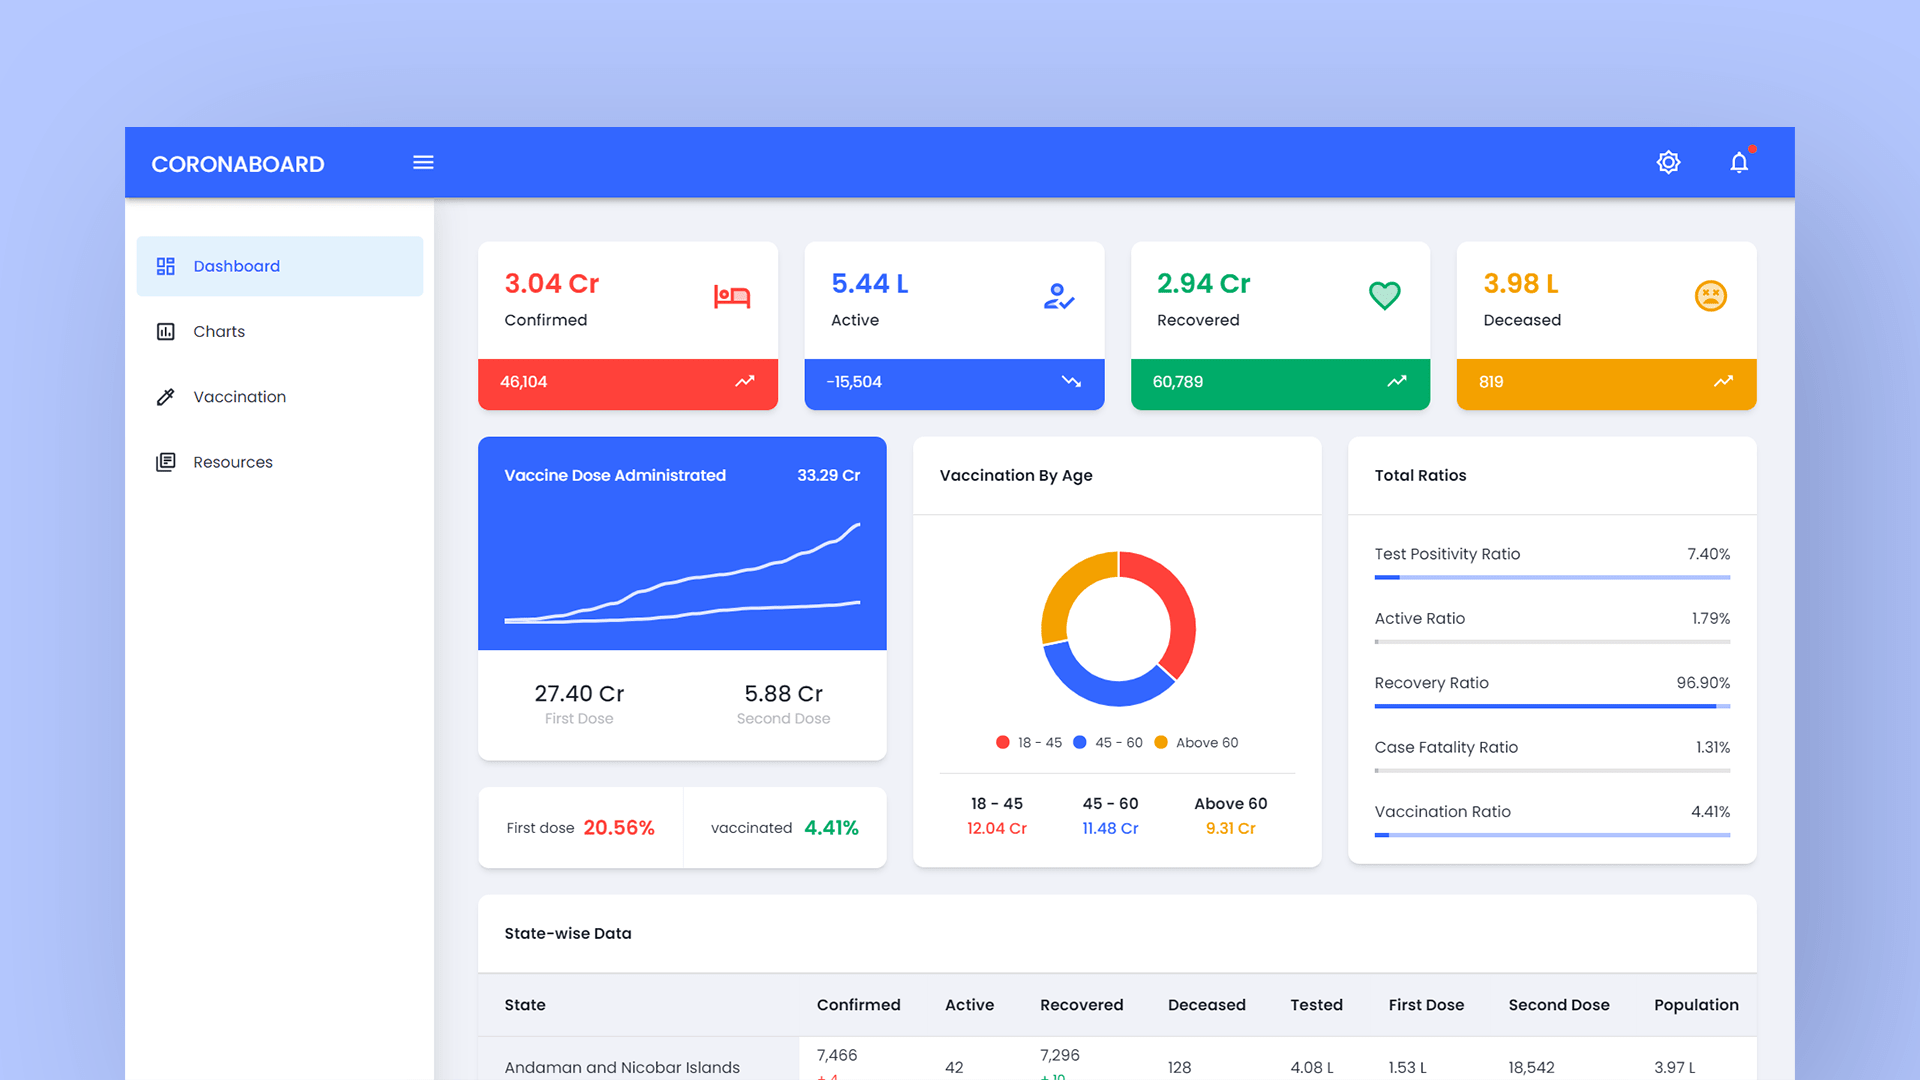 CORONABOARD
Dashboard
Charts
Vaccination
Resources
3.04 Cr
Confirmed
46,104
5.44 L
Active
-15,504
2.94 Cr
Recovered
60,789
3.98 L
Deceased
819
Vaccine Dose Administrated 33.29 Cr
27.40 Cr 5.88 Cr
First Dose Second Dose
First dose 20.56% vaccinated 4.41%
Vaccination By Age
18 - 45 45 - 60 Above 60
18 - 45 45 - 60 Above 60
12.04 Cr 11.48 Cr 9.31 Cr
Total Ratios
Test Positivity Ratio 7.40%
Active Ratio 1.79%
Recovery Ratio 96.90%
Case Fatality Ratio 1.31%
Vaccination Ratio 4.41%
State-wise Data
State Confirmed Active Recovered Deceased Tested First Dose Second Dose Population
Andaman and Nicobar Islands 7,466 42 7,296 128 4.08 L 1.53 L 18,542 3.97 L